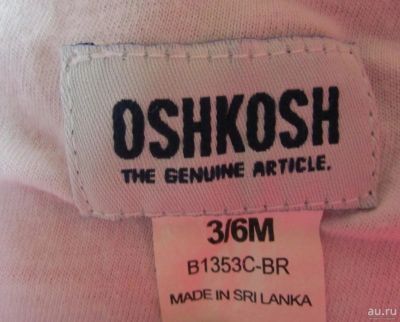 OSHKOSH
THE GENUINE ARTICLE.
3/6M
B1353C-BR
MADE IN SRI LANKA
au.ru